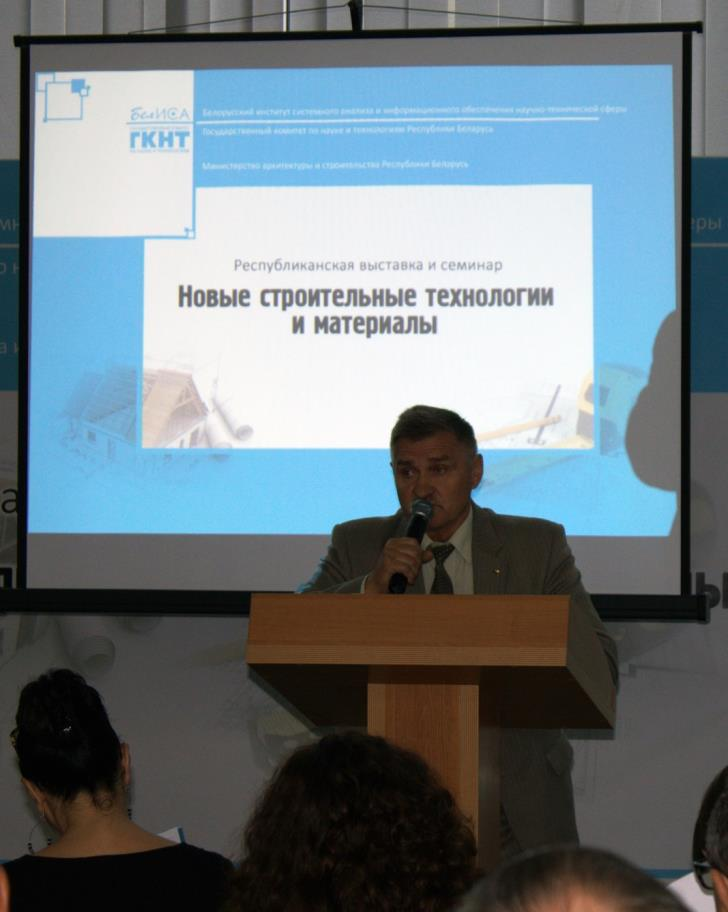 БелИСА
ГКНТ
Белорусский институт системного анализа и информационного обеспечения научно-технической сферы
Государственный комитет по науке и технологиям Республики Беларусь
Министерство архитектуры и строительства Республики Беларусь
Республиканская выставка и семинар
Новые строительные технологии
и материалы
еры
ы